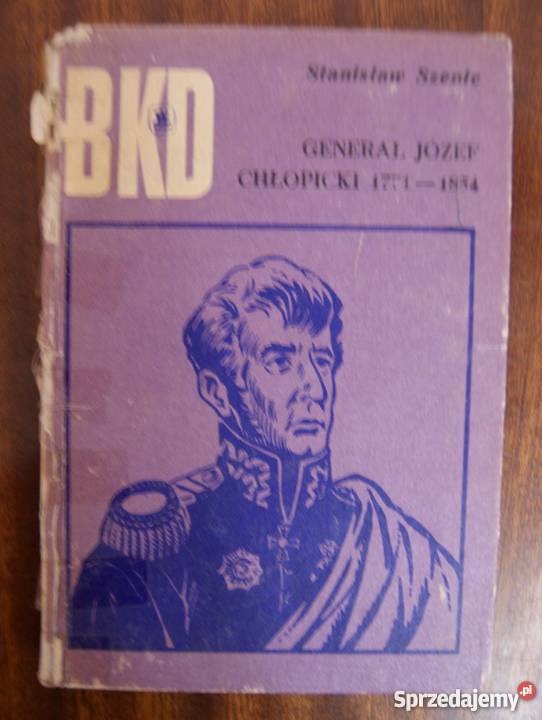 BKD
Stanisław Szenic
GENERAŁ JÓZEF
CHŁOPICKI 1771—1854
Sprzedajemy.pl